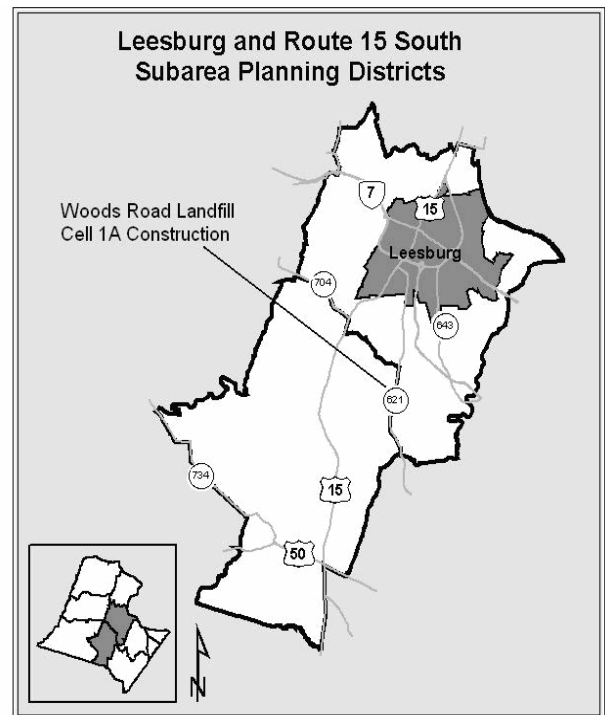 Leesburg and Route 15 South
Subarea Planning Districts
7
15
Woods Road Landfill
Cell 1A Construction
Leesburg
704
643
621
734
15
50
N